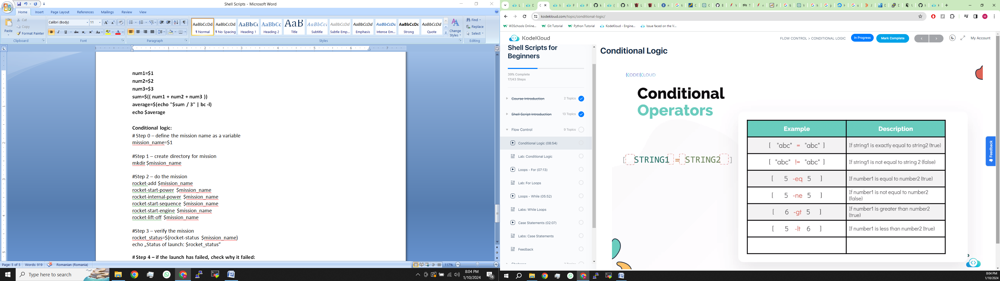 Shell Scripts - Microsoft Word
Home Insert Page Layout References Mailings Review View
Paste
Cut
Copy
Format Painter
Clipboard
Calibri (Body) 11
Font
Paragraph
AaBbCcDd AaBbCcDd AaBbCc AaBbCc AaB AaBbCcI AaBbCcDd AaBbCcDd AaBbCcDd AaBbCcDc AaBbCcDd
¶ Normal ¶ No Spacing Heading 1 Heading 2 Title Subtitle Subtle Emp... Emphasis Intense Em... Strong Quote
Styles
Change Styles
Find
Replace
Select
Editing
num1=$1
num2=$2
num3=$3
sum=$(( num1 + num2 + num3 ))
average=$(echo "$sum / 3" | bc -l)
echo $average
Conditional logic:
# Step 0 – define the mission name as a variable
mission_name=$1
#Step 1 – create directory for mission
mkdir $mission_name
#Step 2 – do the mission
rocket-add $mission_name
rocket-start-power $mission_name
rocket-internal-power $mission_name
rocket-start-sequence $mission_name
rocket-start-engine $mission_name
rocket-lift-off $mission_name
#Step 3 – verify the mission
rocket_status=$(rocket-status $mission_name)
echo „Status of launch: $rocket_status”
# Step 4 – if the launch has failed, check why it failed:
Page: 5 of 5 Words: 919 Romanian (Romania) 117%
Type here to search
8:04 PM
1/10/2024
18
kodekloud.com/topic/conditional-logic/
W3Schools Online... Git Tutorial Python Tutorial KodeKloud - Engine... Issue faced on the V...
KodeKloud
FLOW CONTROL > CONDITIONAL LOGIC
In Progress
Mark Complete
My Account
Shell Scripts for
Beginners
39% Complete
17/43 Steps
Course Introduction 2 Topics
Shell Script Introduction 13 Topics
Flow Control 9 Topics
Conditional Logic (08:54)
Lab: Conditional Logic
Loops - For (07:13)
Lab: For Loops
Loops - While (05:52)
Labs: While Loops
Case Statements (02:07)
Labs: Case Statements
Feedback
Conditional Logic
KODEKLOUD
Conditional
Operators
[ STRING1 = STRING2 ]
Example Description
[ "abc" = "abc" ] If string1 is exactly equal to string2 (true)
[ "abc" != "abc" ] If string1 is not equal to string 2 (false)
[ 5 -eq 5 ] If number1 is equal to number2 (true)
[ 5 -ne 5 ] If number1 is not equal to number2
(false)
[ 6 -gt 5 ] If number1 is greater than number2
(true)
[ 5 -lt 6 ] If number1 is less than number2 (true)
Feedback
8:04 PM
1/10/2024